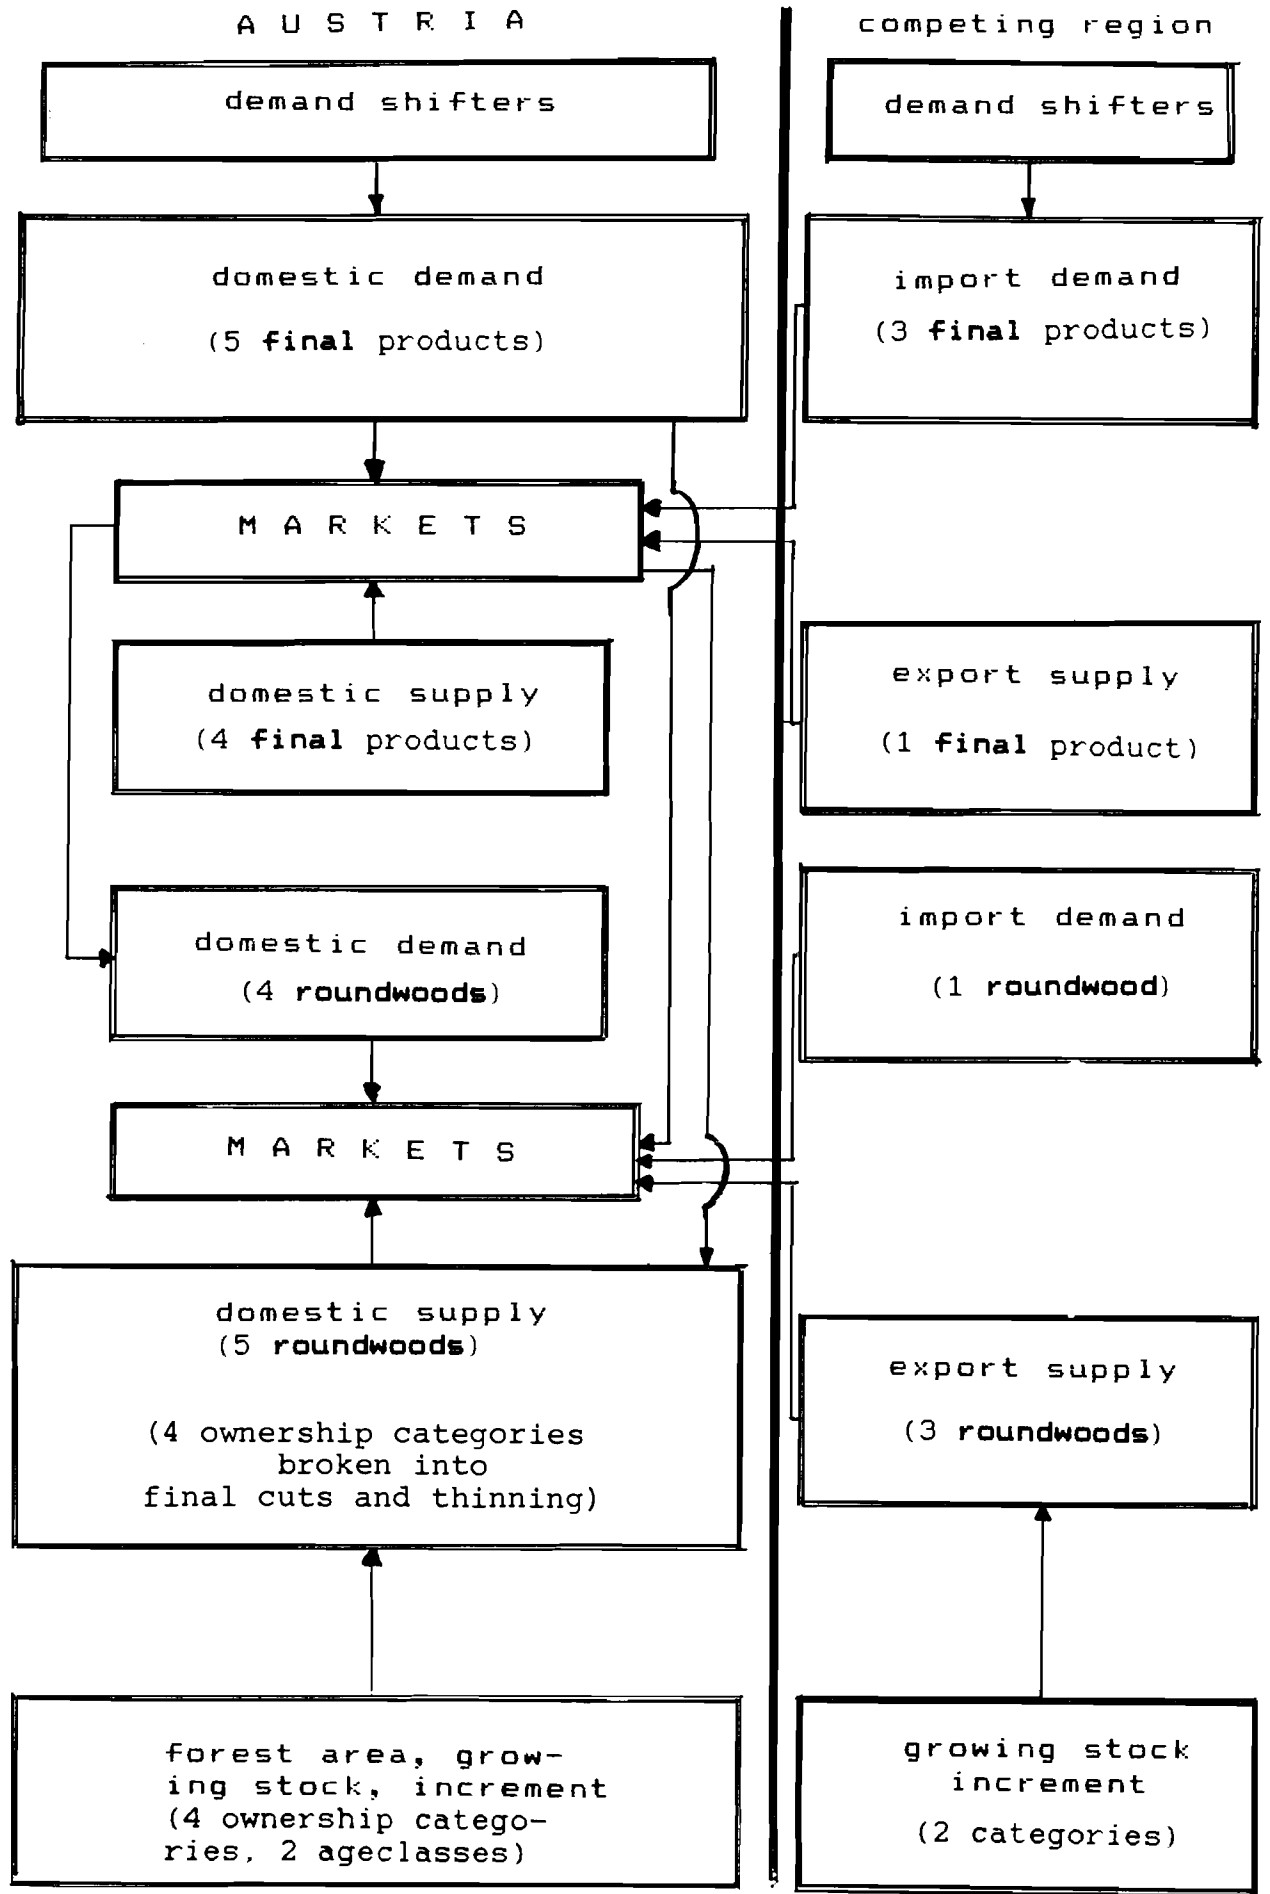 A U S T R I A
demand shifters
domestic demand
(5 final products)
M A R K E T S
domestic supply
(4 final products)
domestic demand
(4 roundwoods)
M A R K E T S
domestic supply
(5 roundwoods)
(4 ownership categories
broken into
final cuts and thinning)
forest area, grow-
ing stock, increment
(4 ownership catego-
ries, 2 ageclasses)
competing region
demand shifters
import demand
(3 final products)
export supply
(1 final product)
import demand
(1 roundwood)
export supply
(3 roundwoods)
growing stock
increment
(2 categories)